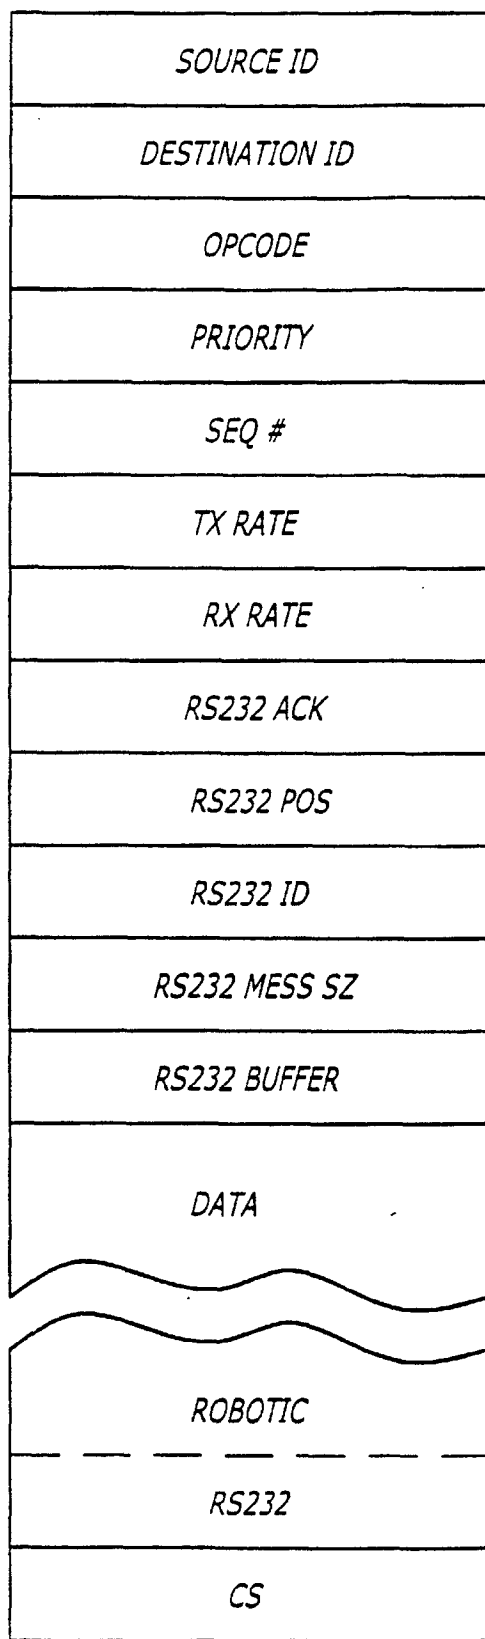 SOURCE ID
DESTINATION ID
OPCODE
PRIORITY
SEQ #
TX RATE
RX RATE
RS232 ACK
RS232 POS
RS232 ID
RS232 MESS SZ
RS232 BUFFER
DATA
ROBOTIC
RS232
CS